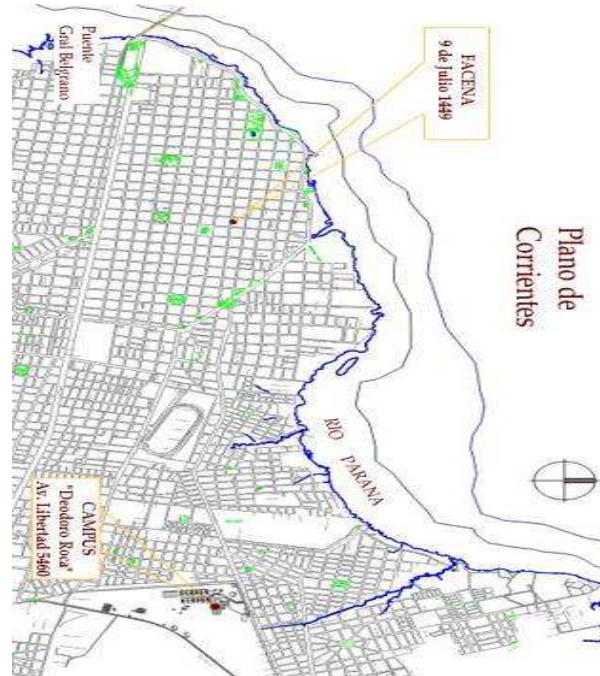 Plano de
Corrientes
FACENA
9 de Julio 1449
Puente
Gral Belgrano
RIO PARANA
CAMPUS
"Deodoro Roca"
Av. Libertad 5460